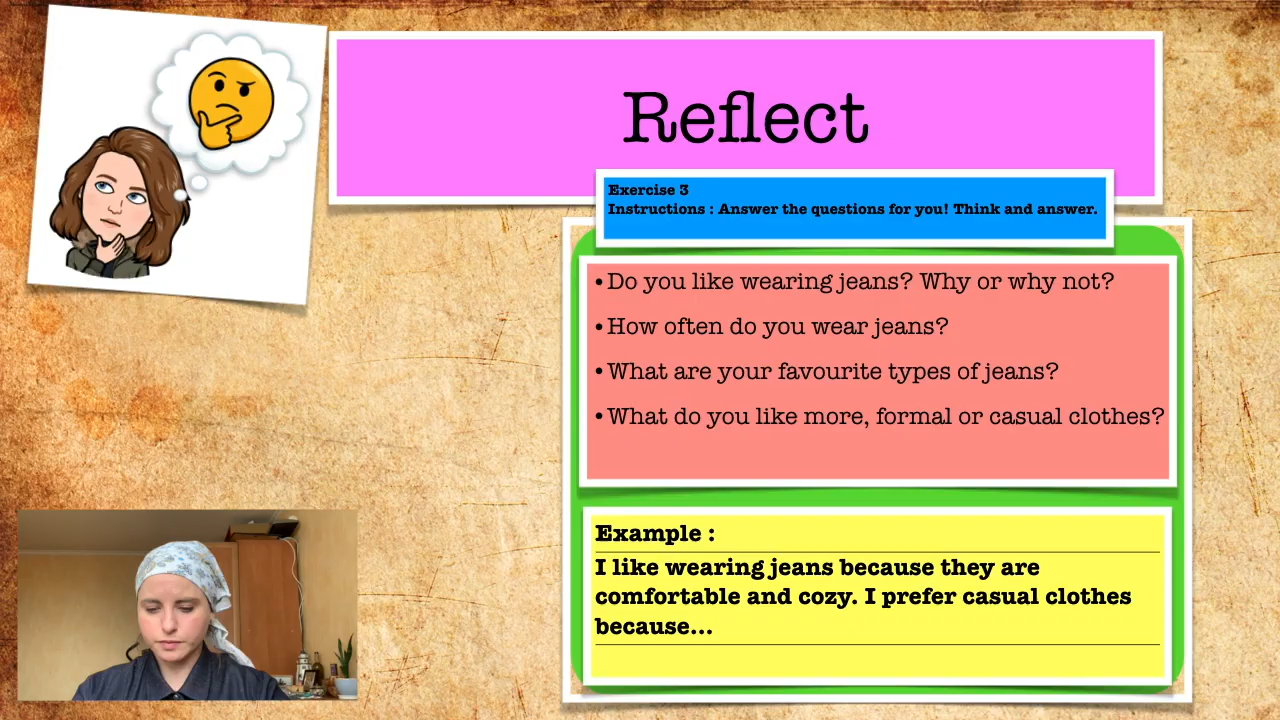 Reflect
Exercise 3
Instructions : Answer the questions for you! Think and answer.
• Do you like wearing jeans? Why or why not?
• How often do you wear jeans?
• What are your favourite types of jeans?
• What do you like more, formal or casual clothes?
Example :
I like wearing jeans because they are
comfortable and cozy. I prefer casual clothes
because...